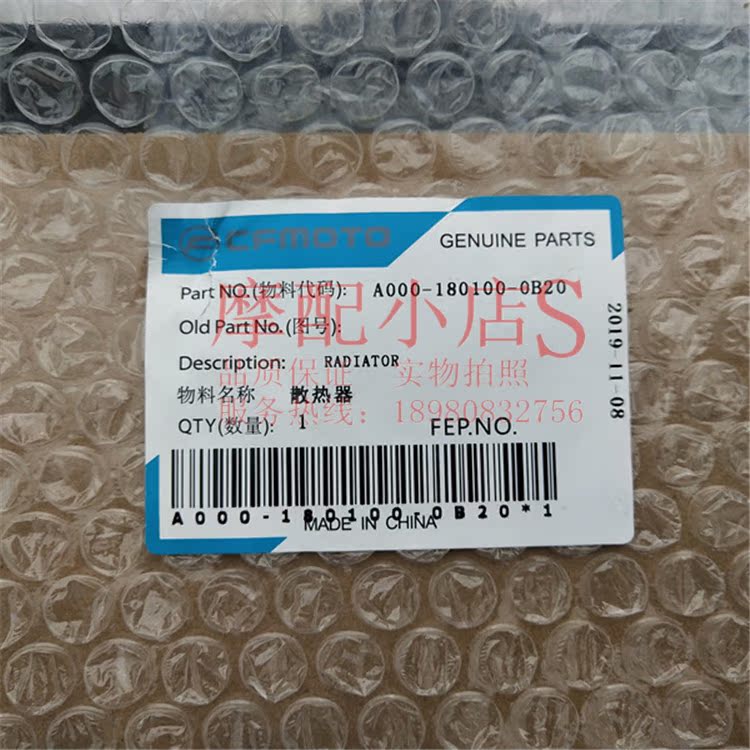 CFMOTO
GENUINE PARTS
Part NO.(物料代码): A000-180100-0B20
摩配小店S
Old Part No.(图号):
Description: RADIATOR
品质保证 实物拍照
物料名称 散热器
服务热线：18980832756
QTY(数量): 1 FEP.NO.
2019-11-08
A000-180100-0B20*1
MADE IN CHINA